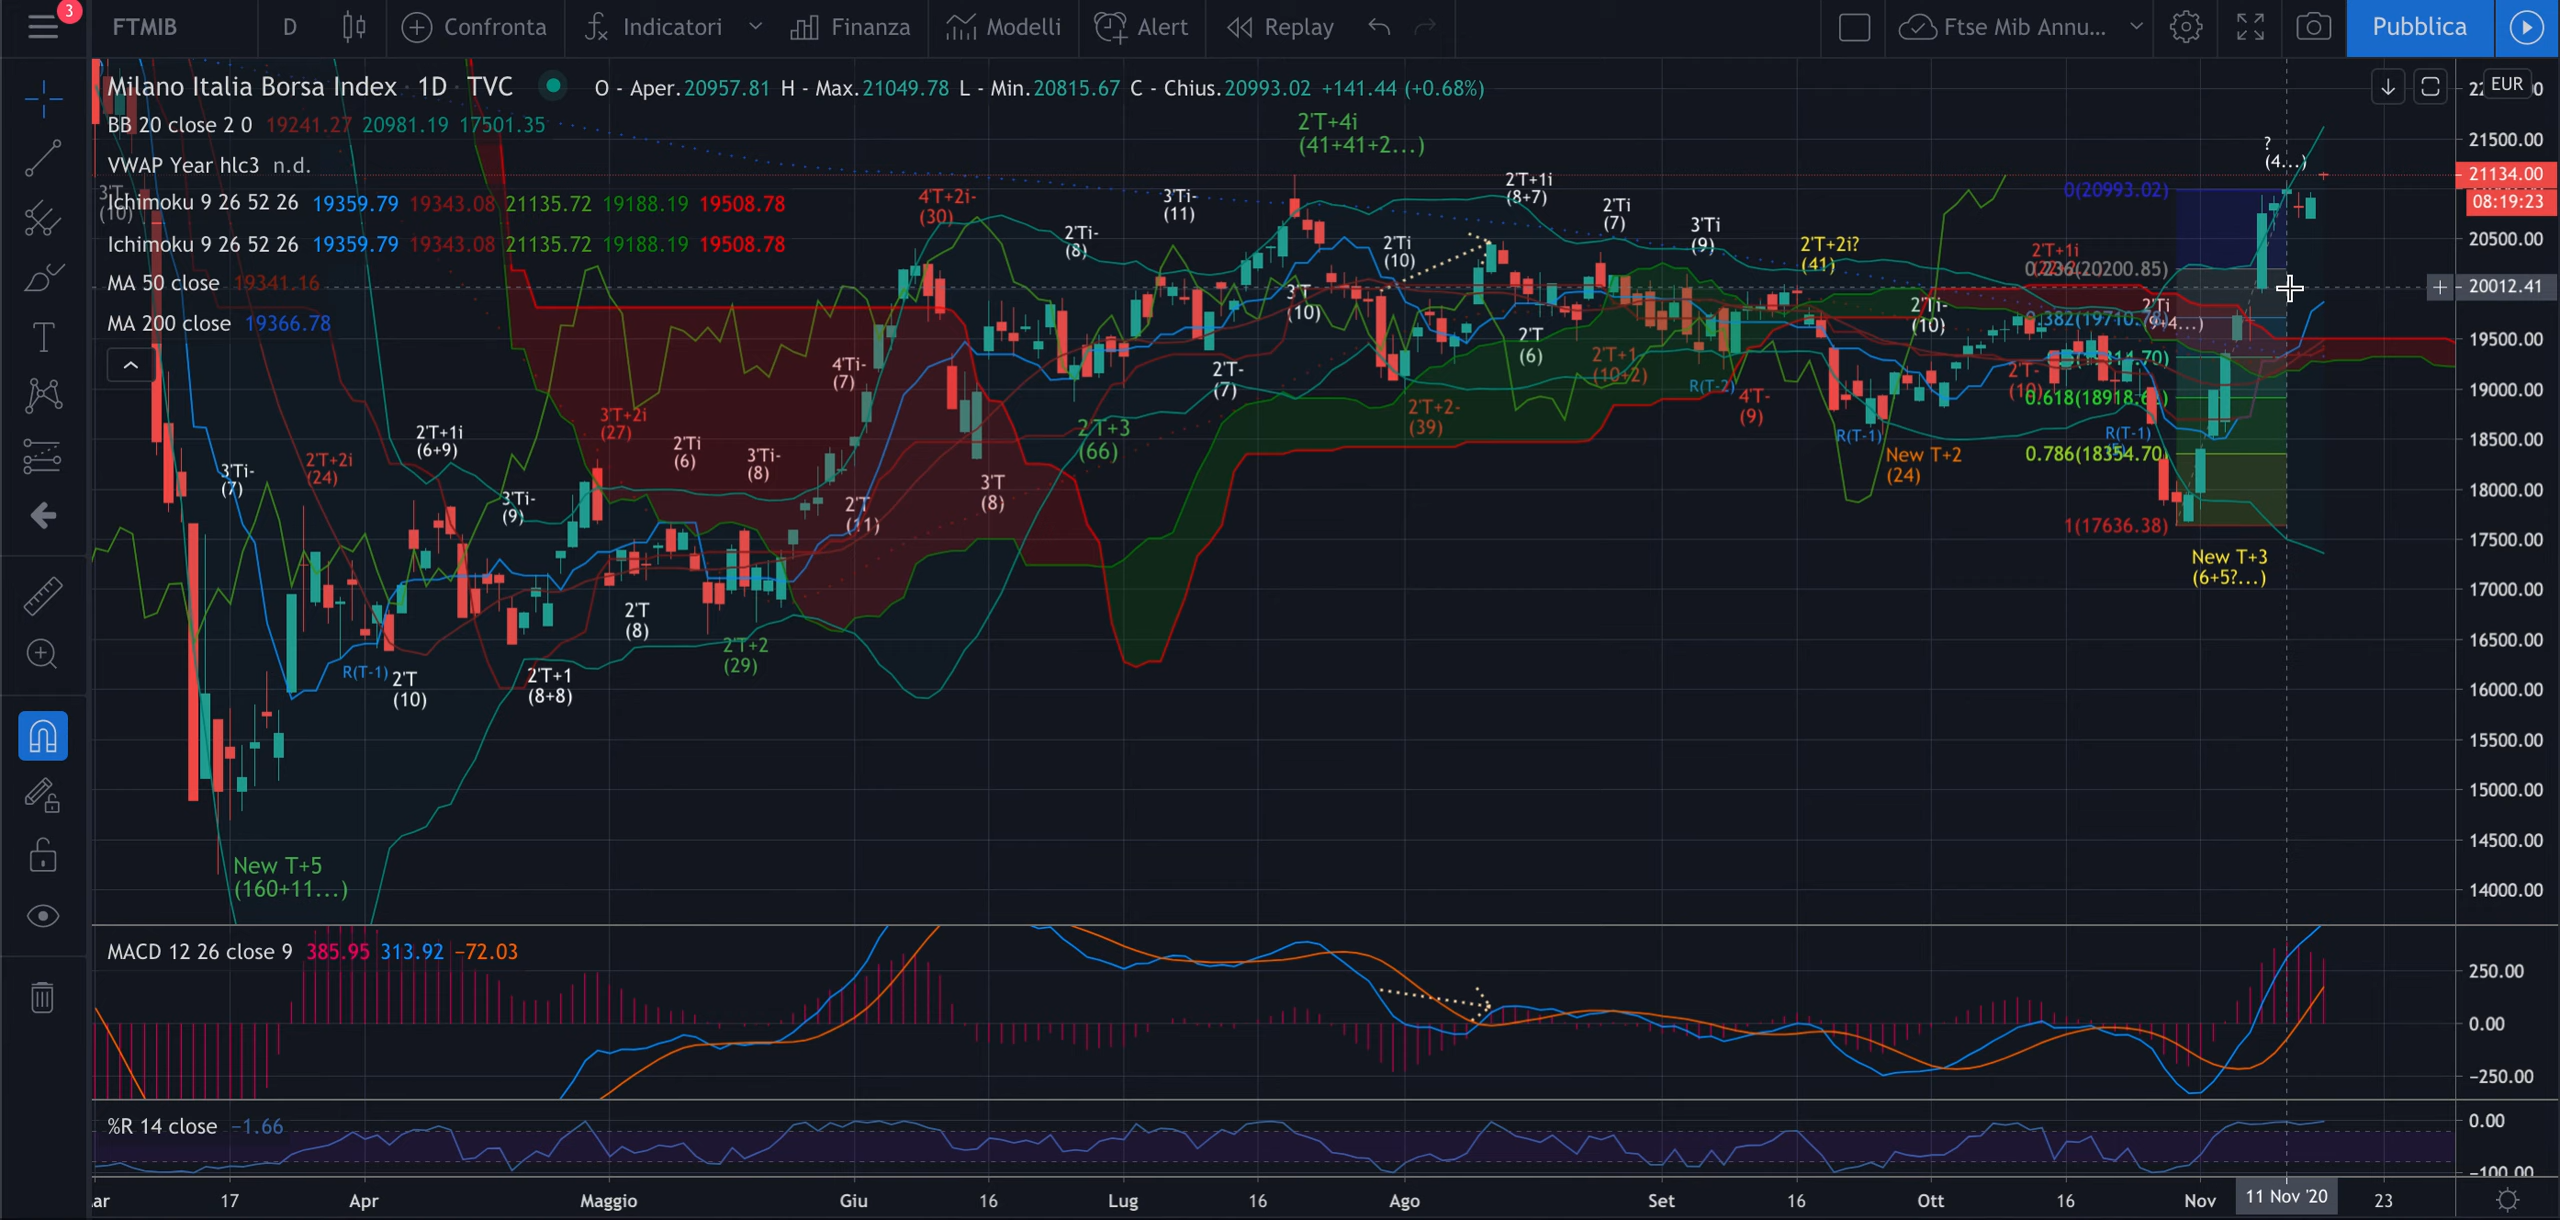 3
FTMIB
D
Confronta
Indicatori
Finanza
Modelli
Alert
Replay
Ftse Mib Annu...
Pubblica
Milano Italia Borsa Index · 1D · TVC
O - Aper.20957.81 H - Max.21049.78 L - Min.20815.67 C - Chius.20993.02 +141.44 (+0.68%)
BB 20 close 2 0 19241.27 20981.19 17501.35
VWAP Year hlc3 n.d.
Ichimoku 9 26 52 26 19359.79 19343.08 21135.72 19188.19 19508.78
Ichimoku 9 26 52 26 19359.79 19343.08 21135.72 19188.19 19508.78
MA 50 close 19341.16
MA 200 close 19366.78
3'T
(10)
3'Ti-
(7)
2'T+2i
(24)
2'T+1i
(6+9)
3'Ti-
(9)
3'T+2i
(27)
2'Ti
(6)
3'Ti-
(8)
4'Ti-
(7)
4'T+2i-
(30)
2'Ti-
(8)
3'Ti-
(11)
2'T+4i
(41+41+2...)
2'Ti
(10)
2'T+1i
(8+7)
2'Ti
(7)
3'Ti
(9)
2'T+2i?
(41)
2'Ti-
(10)
2'T+1i
2'Ti
(9+4...)
?
(4...)
R(T-1)
2'T
(10)
2'T+1
(8+8)
2'T
(8)
2'T+2
(29)
2'T
(11)
3'T
(8)
2'T+3
(66)
2'T-
(7)
3'T
(10)
2'T+2-
(39)
2'T
(6)
2'T+1
(10+2)
R(T-2)
4'T-
(9)
R(T-1)
New T+2
(24)
2'T-
(10)
R(T-1)
New T+3
(6+5?...)
New T+5
(160+11...)
0(20993.02)
0.236(20200.85)
0.382(19710.
0.618(18918.
0.786(18354.70)
1(17636.38)
EUR
21500.00
21134.00
08:19:23
20500.00
20012.41
19500.00
19000.00
18500.00
18000.00
17500.00
17000.00
16500.00
16000.00
15500.00
15000.00
14500.00
14000.00
MACD 12 26 close 9 385.95 313.92 −72.03
250.00
0.00
−250.00
%R 14 close −1.66
0.00
−100.00
ar
17
Apr
Maggio
Giu
16
Lug
16
Ago
Set
16
Ott
16
Nov
11 Nov '20
23